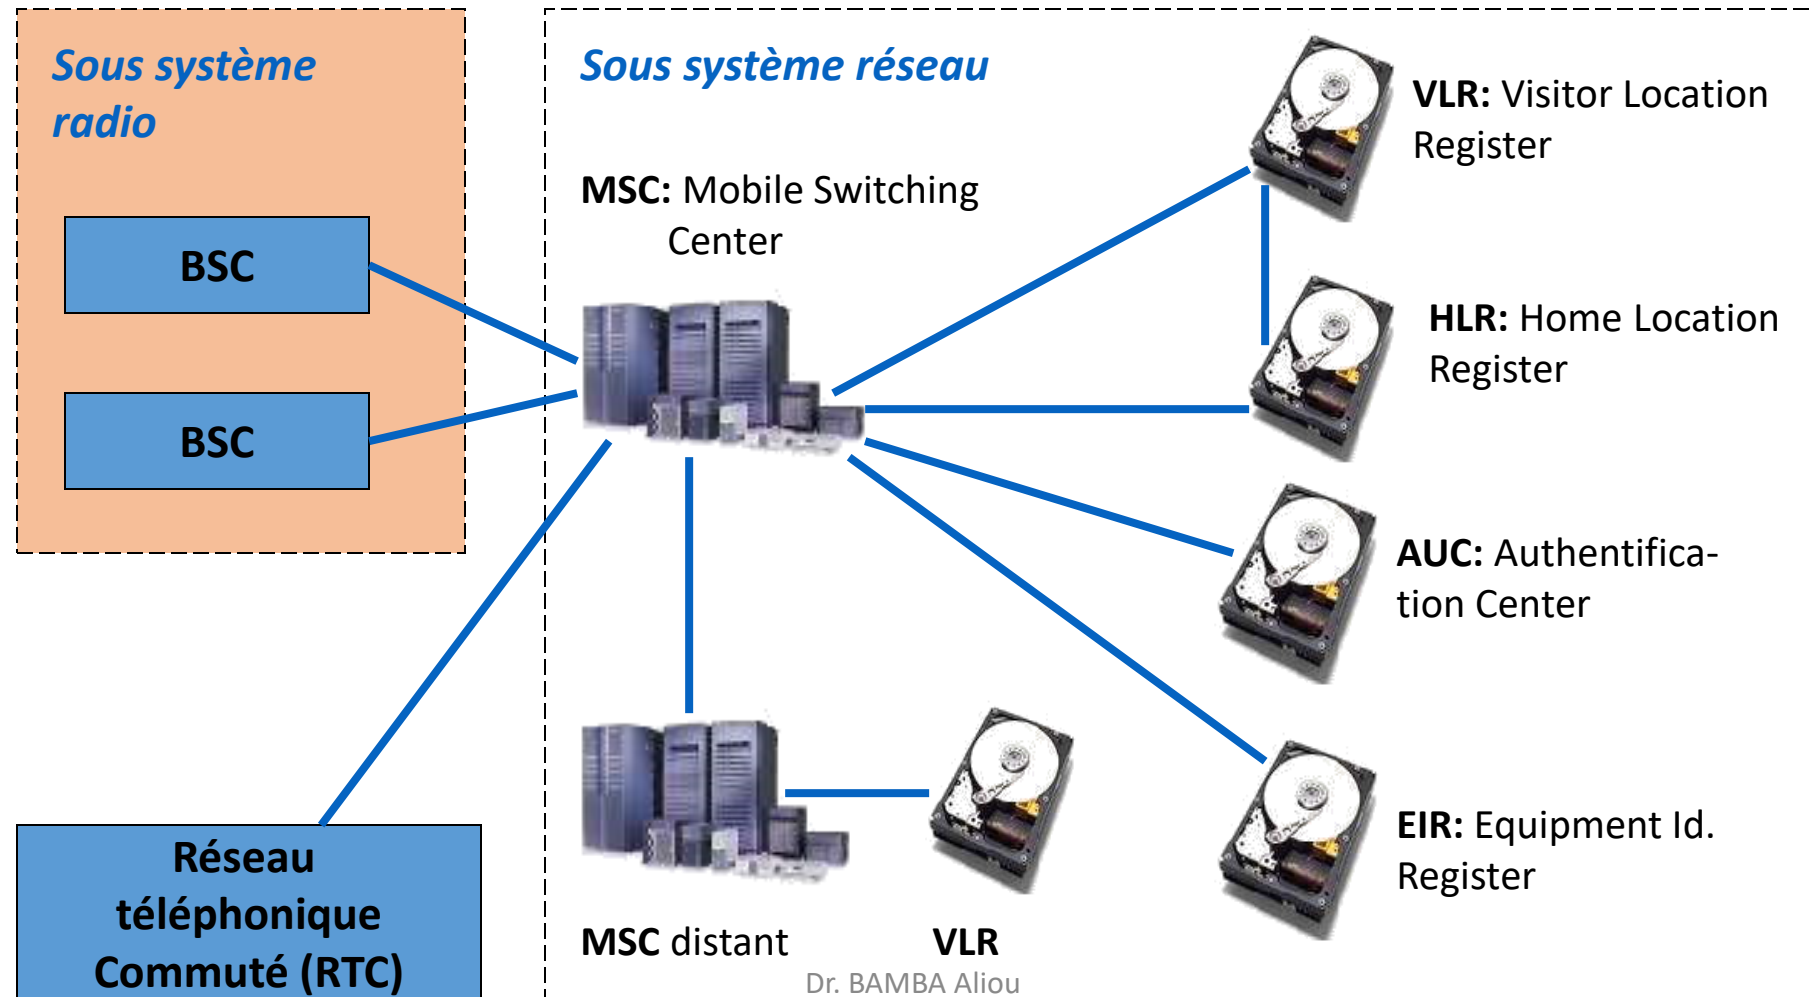 Sous système
radio
BSC
BSC
Réseau
téléphonique
Commuté (RTC)
Sous système réseau
MSC: Mobile Switching
Center
VLR: Visitor Location
Register
HLR: Home Location
Register
AUC: Authentifica-
tion Center
EIR: Equipment Id.
Register
MSC distant
VLR
Dr. BAMBA Aliou